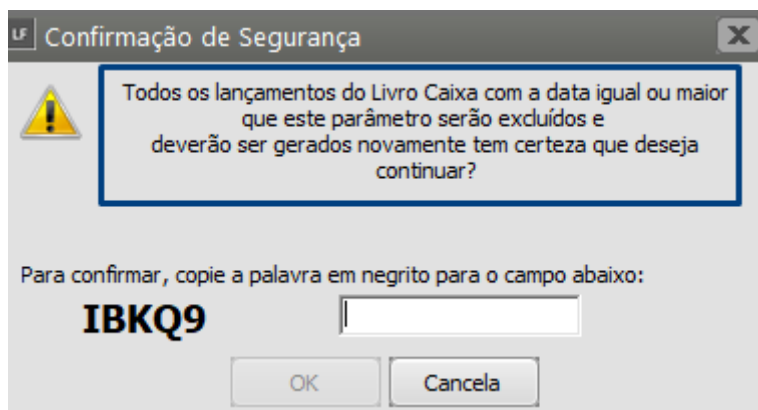 LF Confirmação de Segurança
Todos os lançamentos do Livro Caixa com a data igual ou maior
que este parâmetro serão excluídos e
deverão ser gerados novamente tem certeza que deseja
continuar?
Para confirmar, copie a palavra em negrito para o campo abaixo:
IBKQ9
OK Cancela